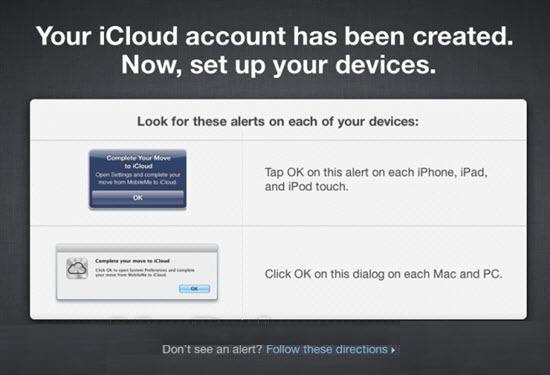 Your iCloud account has been created.
Now, set up your devices.
Look for these alerts on each of your devices:
Complete Your Move
to iCloud
Open Settings and complete your
move from MobileMe to iCloud.
OK
Tap OK on this alert on each iPhone, iPad,
and iPod touch.
Complete your move to iCloud
Click OK to open System Preferences and complete
your move from MobileMe to iCloud.
OK
Click OK on this dialog on each Mac and PC.
Don't see an alert? Follow these directions